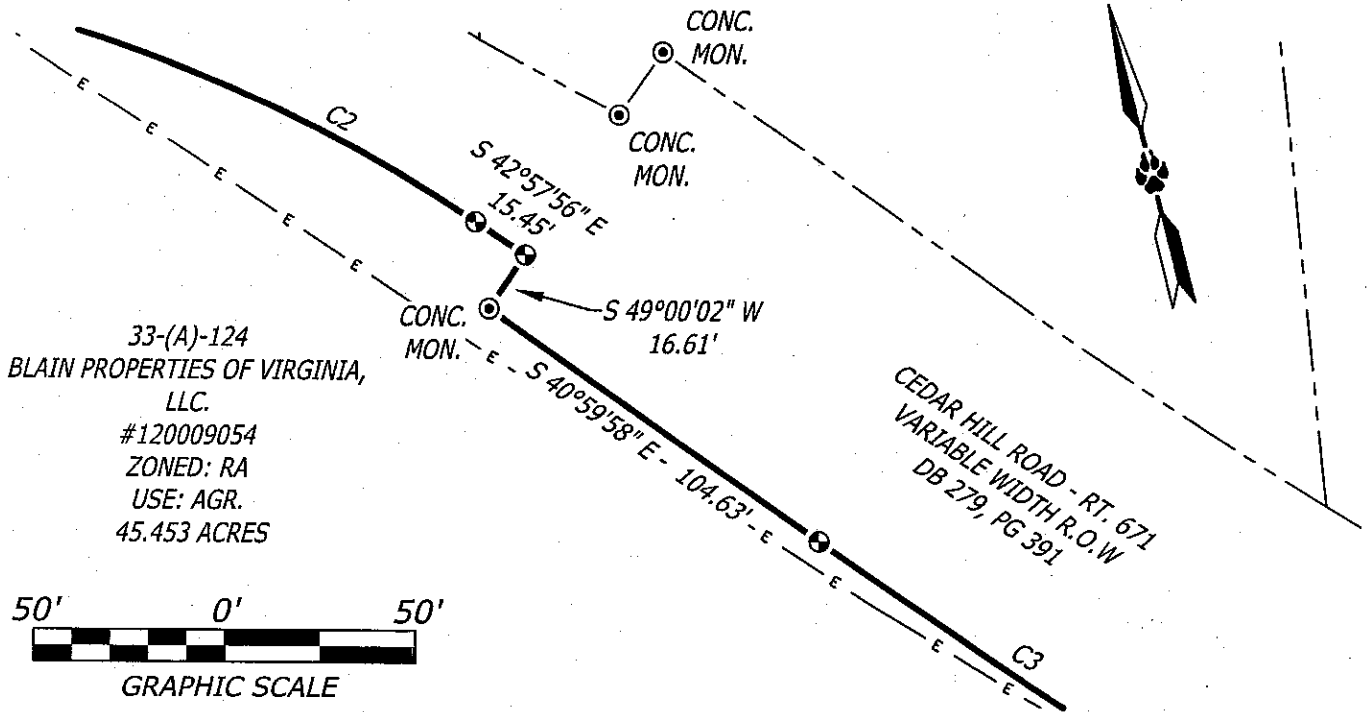 CONC.
MON.
CONC.
MON.
C2
S 42°57'56" E
15.45'
S 49°00'02" W
16.61'
CONC.
MON.
E
E
E
E
E
E
S 40°59'58" E - 104.63'
E
E
E
E
C3
33-(A)-124
BLAIN PROPERTIES OF VIRGINIA,
LLC.
#120009054
ZONED: RA
USE: AGR.
45.453 ACRES
CEDAR HILL ROAD - RT. 671
VARIABLE WIDTH R.O.W
DB 279, PG 391
50' 0' 50'
GRAPHIC SCALE